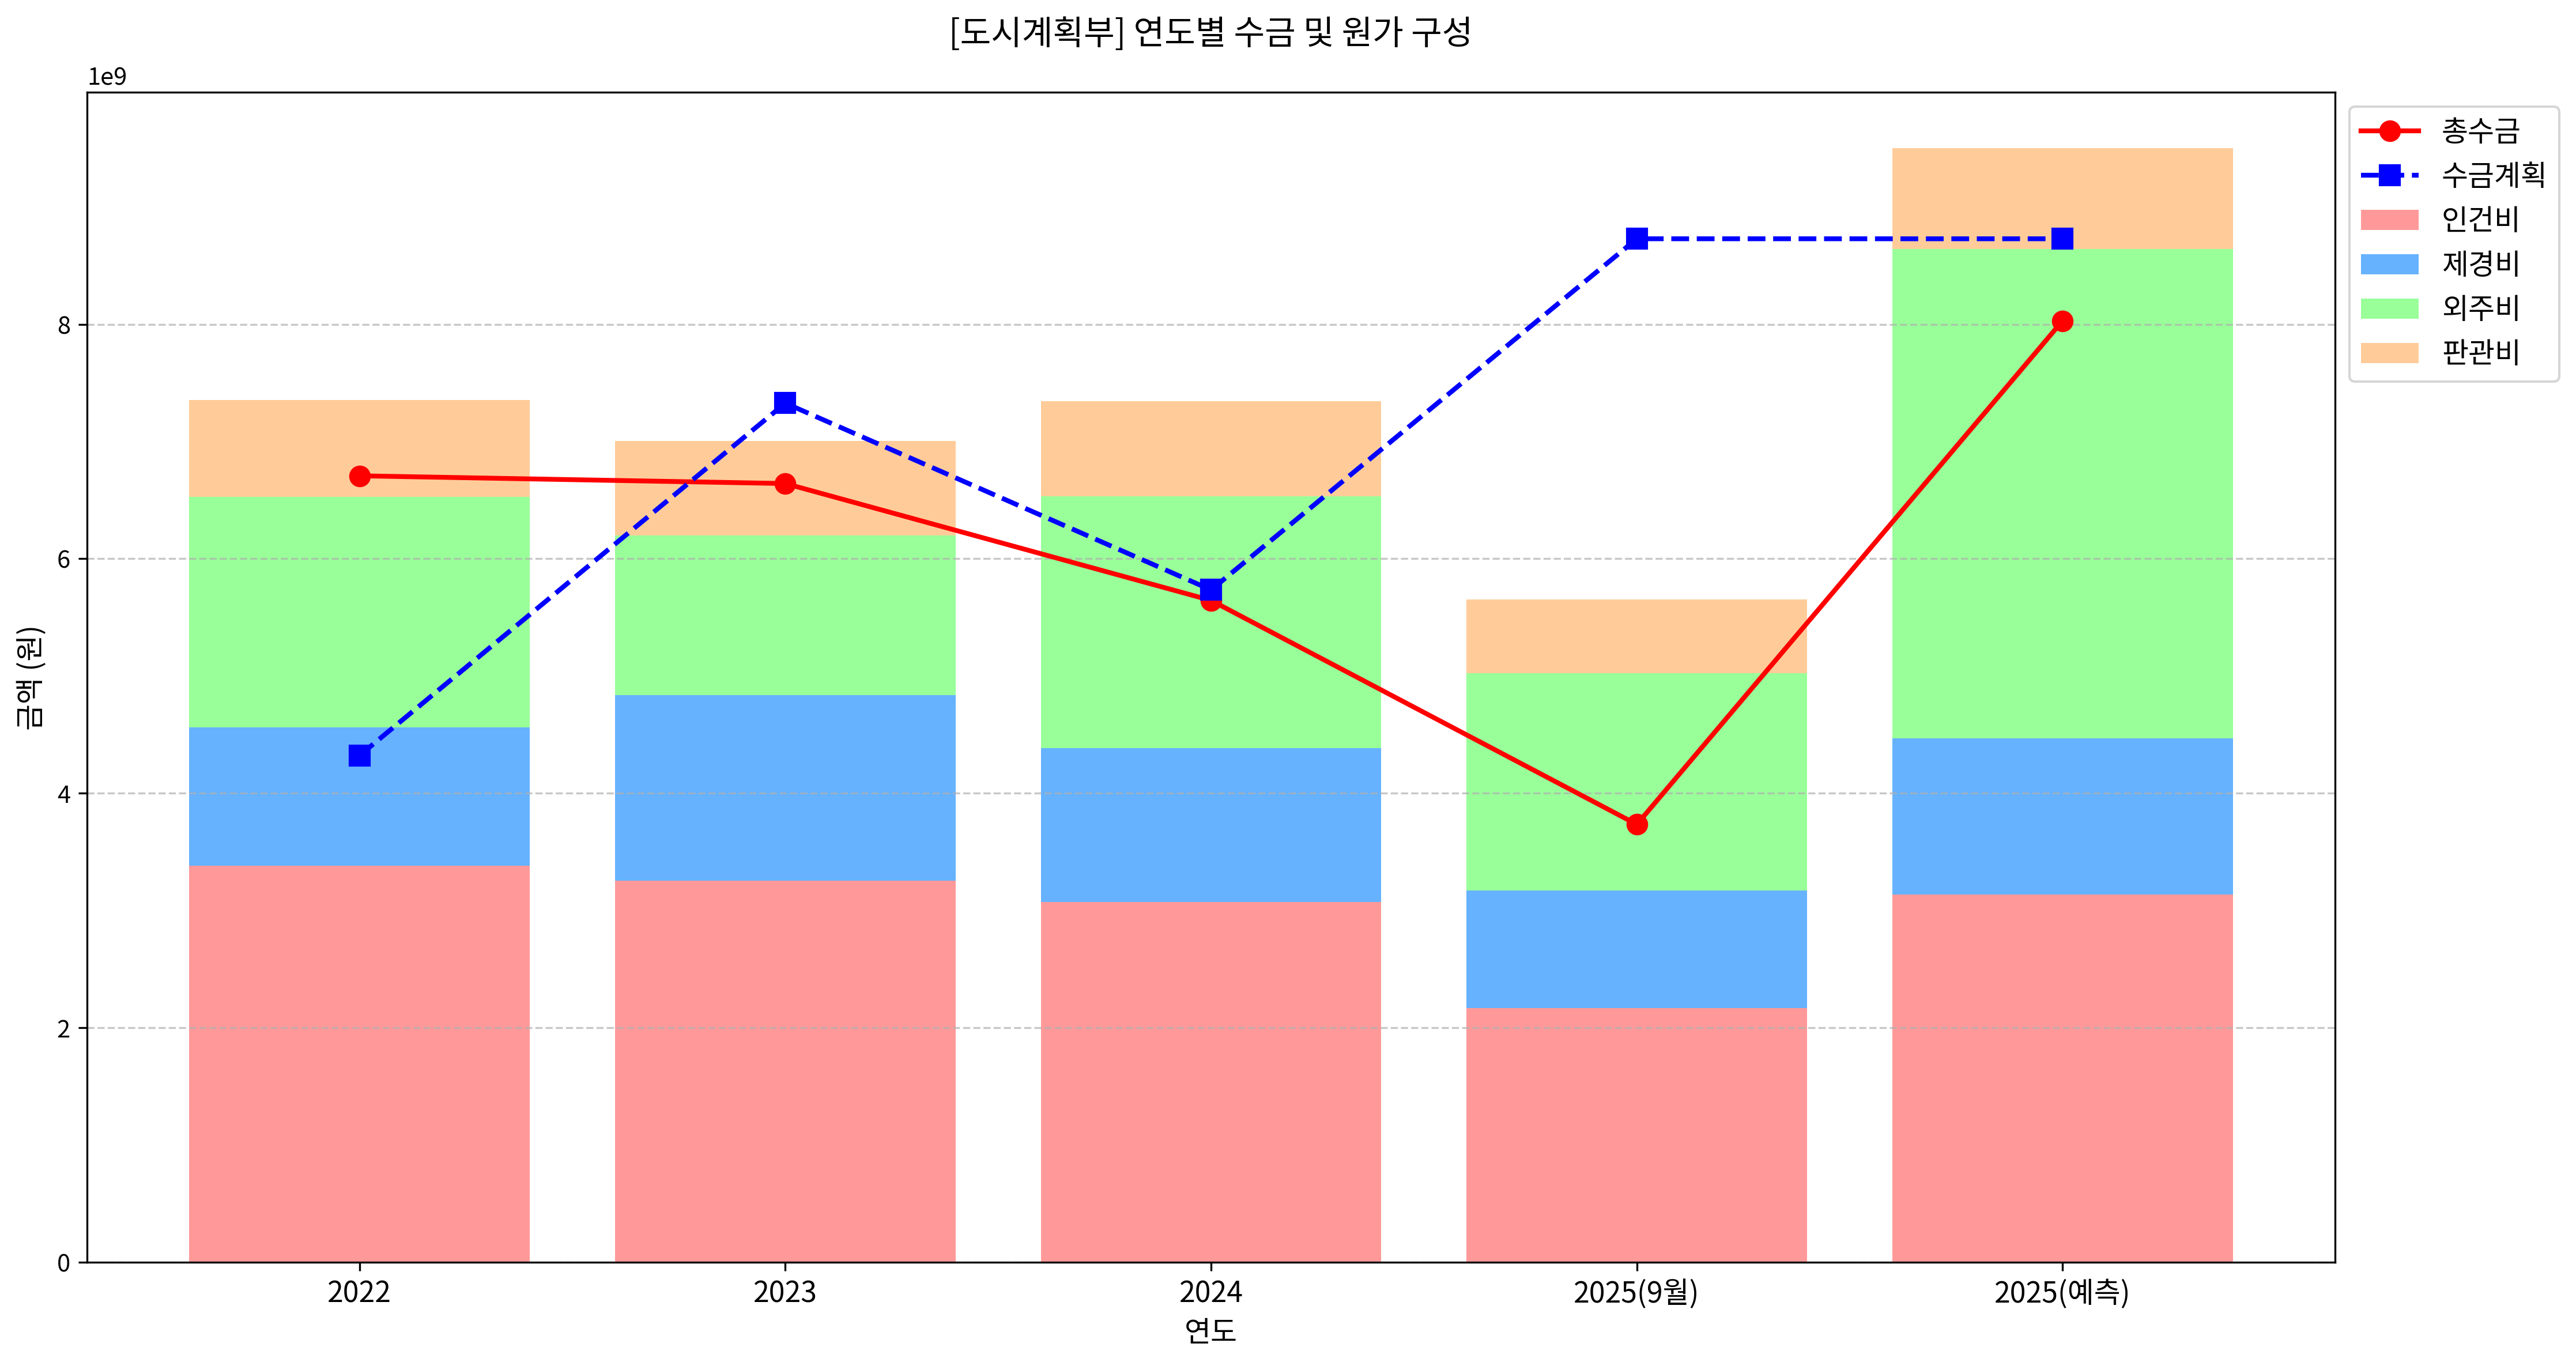 [도시계획부] 연도별 수금 및 원가 구성
1e9
총수금
수금계획
인건비
제경비
외주비
판관비
8
6
4
2
0
금액 (원)
2022
2023
2024
2025(9월)
2025(예측)
연도